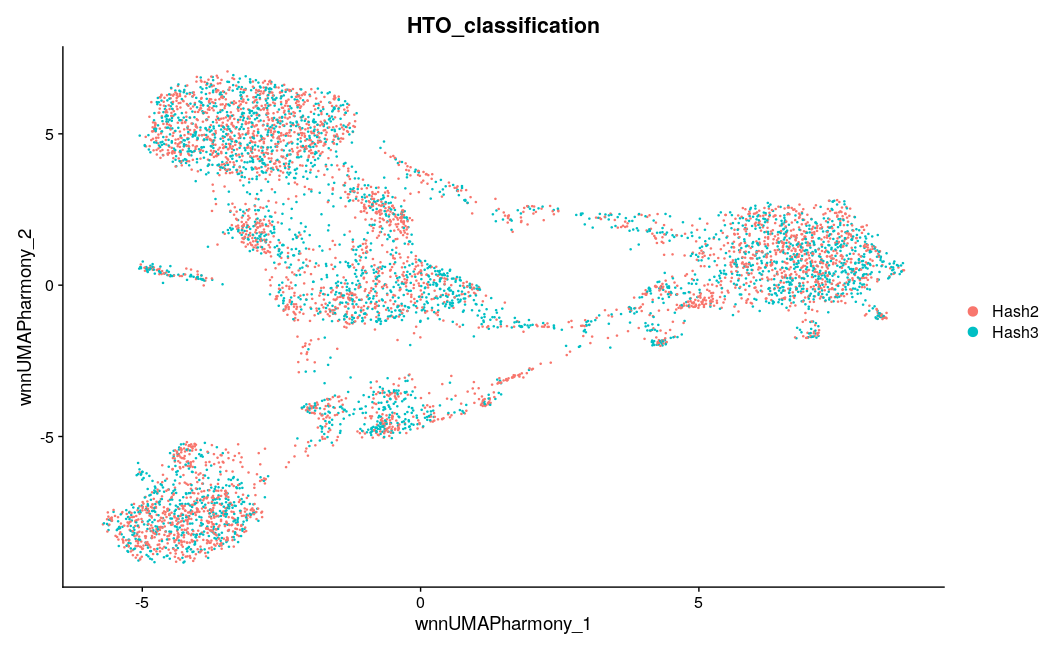 HTO_classification
5
0
-5
wnnUMAPharmony_2
-5
0
5
wnnUMAPharmony_1
Hash2
Hash3